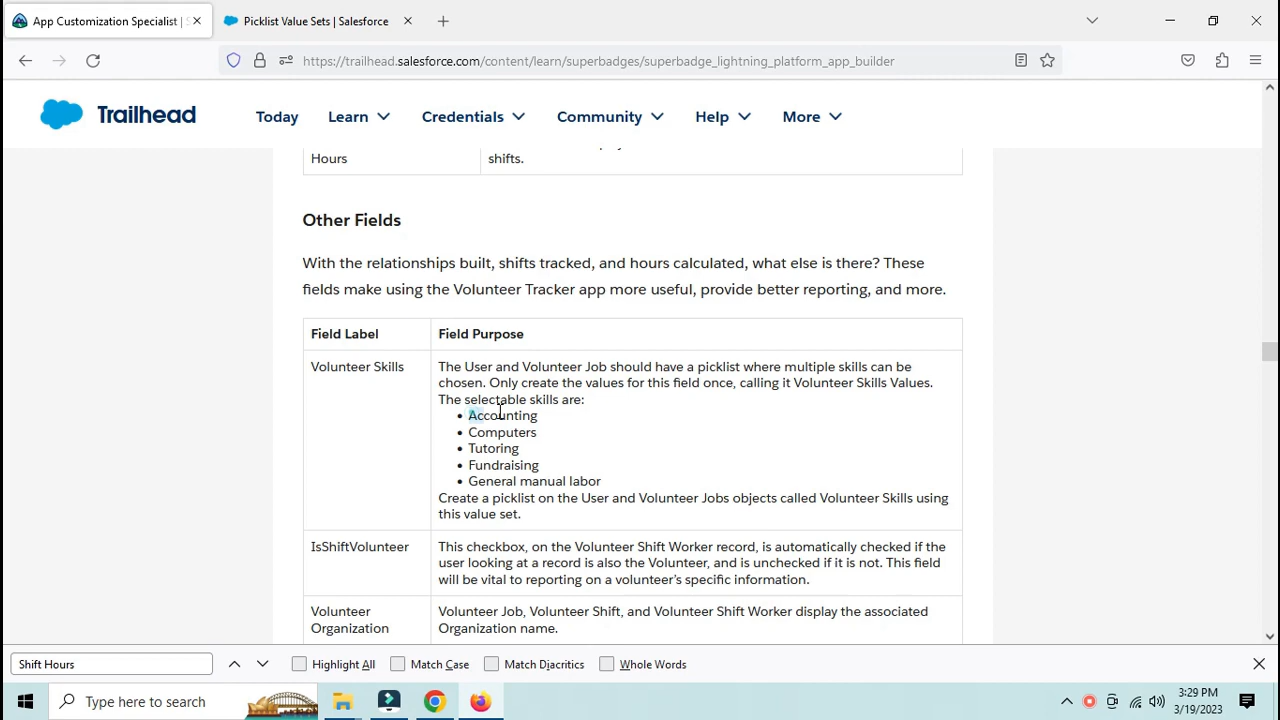 App Customization Specialist | S
Picklist Value Sets | Salesforce
https://trailhead.salesforce.com/content/learn/superbadges/superbadge_lightning_platform_app_builder
Trailhead
Today
Learn
Credentials
Community
Help
More
Hours
shifts.
Other Fields
With the relationships built, shifts tracked, and hours calculated, what else is there? These
fields make using the Volunteer Tracker app more useful, provide better reporting, and more.
Field Label
Field Purpose
Volunteer Skills
The User and Volunteer Job should have a picklist where multiple skills can be
chosen. Only create the values for this field once, calling it Volunteer Skills Values.
The selectable skills are:
• Accounting
• Computers
• Tutoring
• Fundraising
• General manual labor
Create a picklist on the User and Volunteer Jobs objects called Volunteer Skills using
this value set.
IsShiftVolunteer
This checkbox, on the Volunteer Shift Worker record, is automatically checked if the
user looking at a record is also the Volunteer, and is unchecked if it is not. This field
will be vital to reporting on a volunteer's specific information.
Volunteer
Organization
Volunteer Job, Volunteer Shift, and Volunteer Shift Worker display the associated
Organization name.
Shift Hours
Highlight All
Match Case
Match Diacritics
Whole Words
Type here to search
3:29 PM
3/19/2023